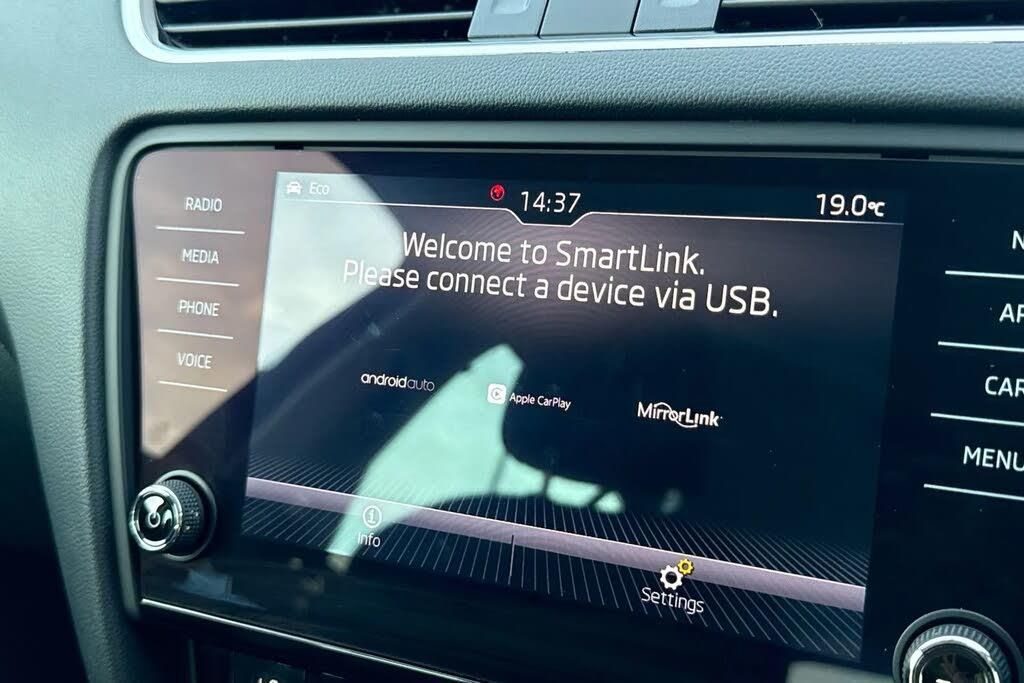 Eco
14:37
19.0°C
RADIO
MEDIA
PHONE
VOICE
Welcome to SmartLink.
Please connect a device via USB.
androidauto
Apple CarPlay
MirrorLink
Info
Settings
CAR
MENU